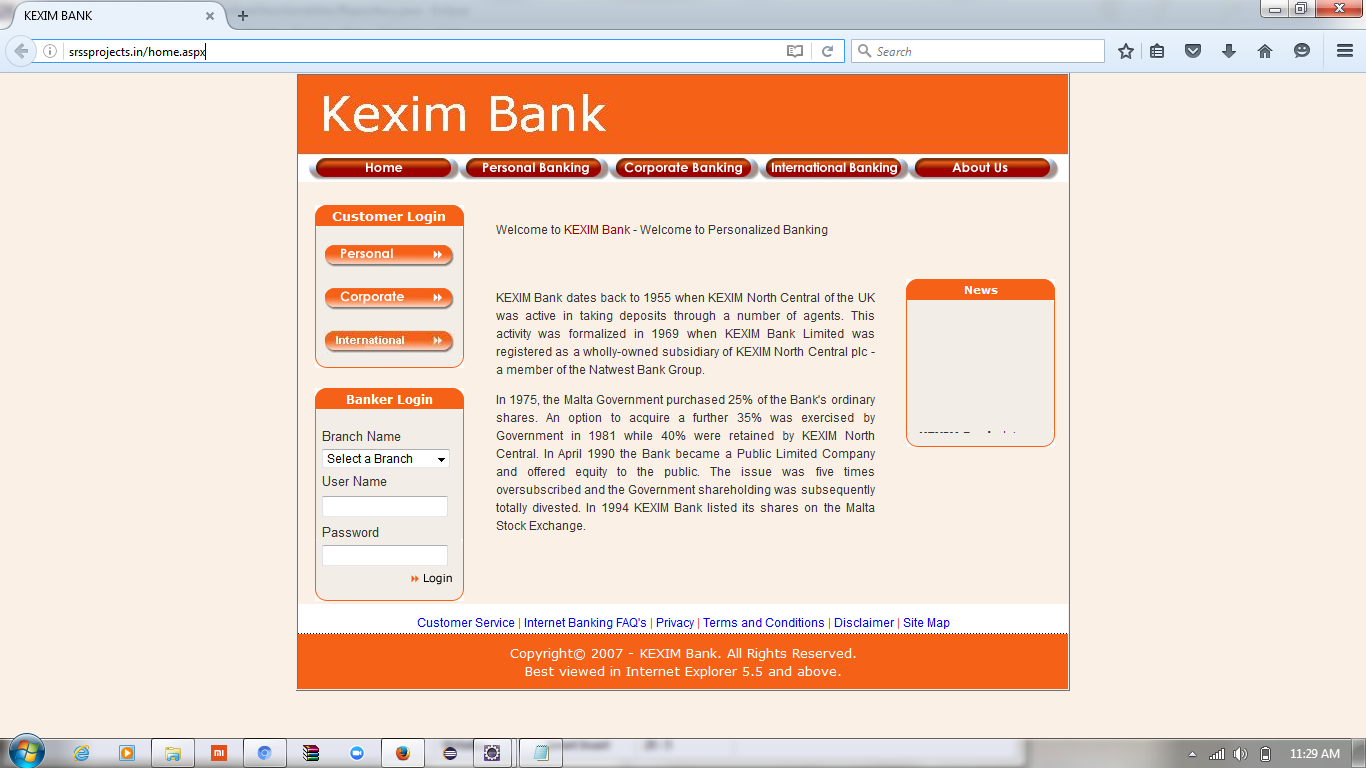 KEXIM BANK
srssprojects.in/home.aspx
Search
Kexim Bank
Home
Personal Banking
Corporate Banking
International Banking
About Us
Customer Login
Personal
Corporate
International
Banker Login
Branch Name
Select a Branch
User Name
Password
Login
Welcome to KEXIM Bank - Welcome to Personalized Banking
KEXIM Bank dates back to 1955 when KEXIM North Central of the UK
was active in taking deposits through a number of agents. This
activity was formalized in 1969 when KEXIM Bank Limited was
registered as a wholly-owned subsidiary of KEXIM North Central plc -
a member of the Natwest Bank Group.
In 1975, the Malta Government purchased 25% of the Bank's ordinary
shares. An option to acquire a further 35% was exercised by
Government in 1981 while 40% were retained by KEXIM North
Central. In April 1990 the Bank became a Public Limited Company
and offered equity to the public. The issue was five times
oversubscribed and the Government shareholding was subsequently
totally divested. In 1994 KEXIM Bank listed its shares on the Malta
Stock Exchange.
News
Customer Service | Internet Banking FAQ's | Privacy | Terms and Conditions | Disclaimer | Site Map
Copyright© 2007 - KEXIM Bank. All Rights Reserved.
Best viewed in Internet Explorer 5.5 and above.
mi
11:29 AM